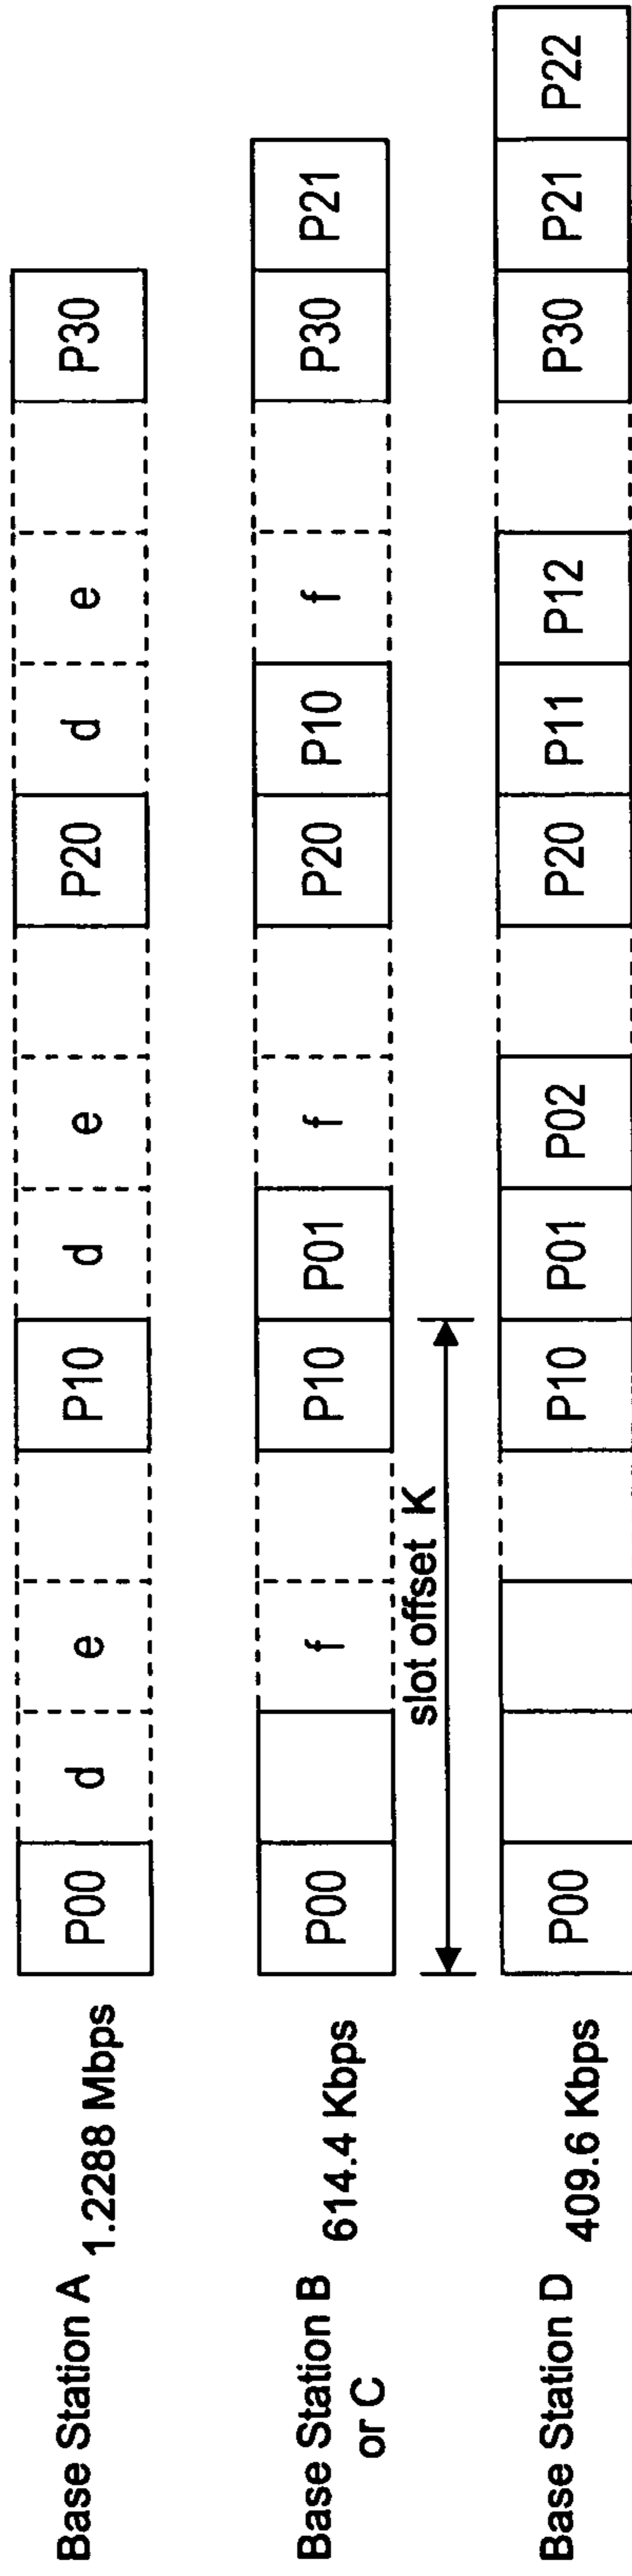 Base Station A
1.2288 Mbps
P00 d e P10 d e P20 d e P30
Base Station B
or C
614.4 Kbps
P00 f P10 P01 f P20 P10 f P30 P21
slot offset K
Base Station D
409.6 Kbps
P00 P10 P01 P02 P20 P11 P12 P30 P21 P22